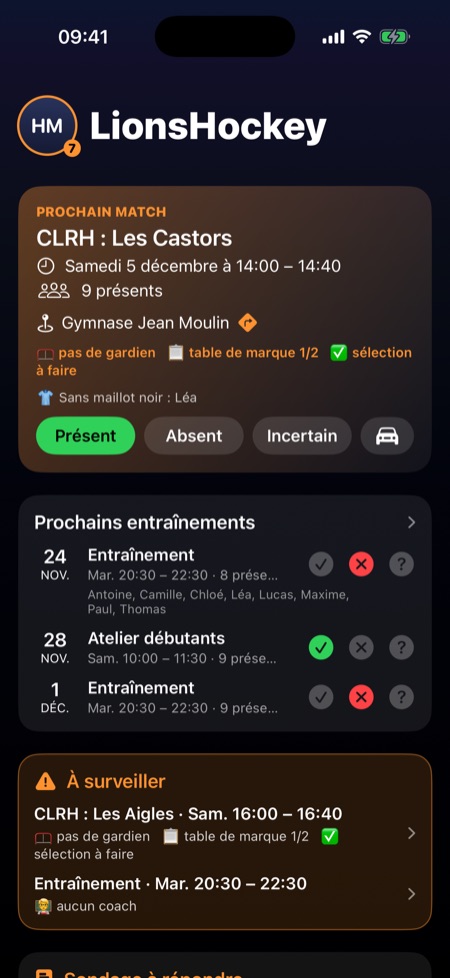 09:41
HM
7
LionsHockey
PROCHAIN MATCH
CLRH : Les Castors
Samedi 5 décembre à 14:00 – 14:40
9 présents
Gymnase Jean Moulin
🥅 pas de gardien 📋 table de marque 1/2 ✅ sélection
à faire
👕 Sans maillot noir : Léa
Présent Absent Incertain
Prochains entraînements
24 Entraînement
NOV. Mar. 20:30 – 22:30 · 8 prése…
Antoine, Camille, Chloé, Léa, Lucas, Maxime,
Paul, Thomas
28 Atelier débutants
NOV. Sam. 10:00 – 11:30 · 9 prése…
1 Entraînement
DÉC. Mar. 20:30 – 22:30 · 9 prése…
À surveiller
CLRH : Les Aigles · Sam. 16:00 – 16:40
🥅 pas de gardien 📋 table de marque 1/2 ✅
sélection à faire
Entraînement · Mar. 20:30 – 22:30
🧑‍🏫 aucun coach